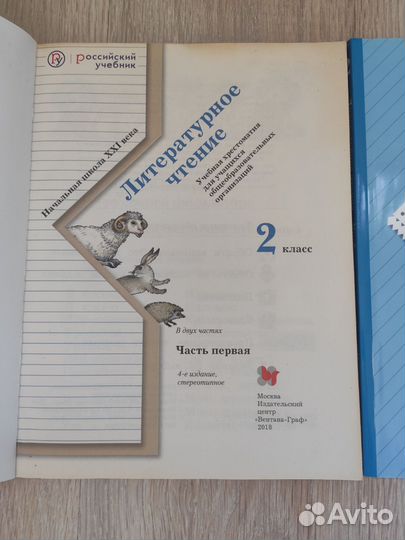 российский
учебник
Начальная школа XXI века
Литературное
чтение
Учебная хрестоматия
для учащихся
общеобразовательных
организаций
2 класс
В двух частях
Часть первая
4-е издание,
стереотипное
Москва
Издательский
центр
«Вентана-Граф»
2018
Avito